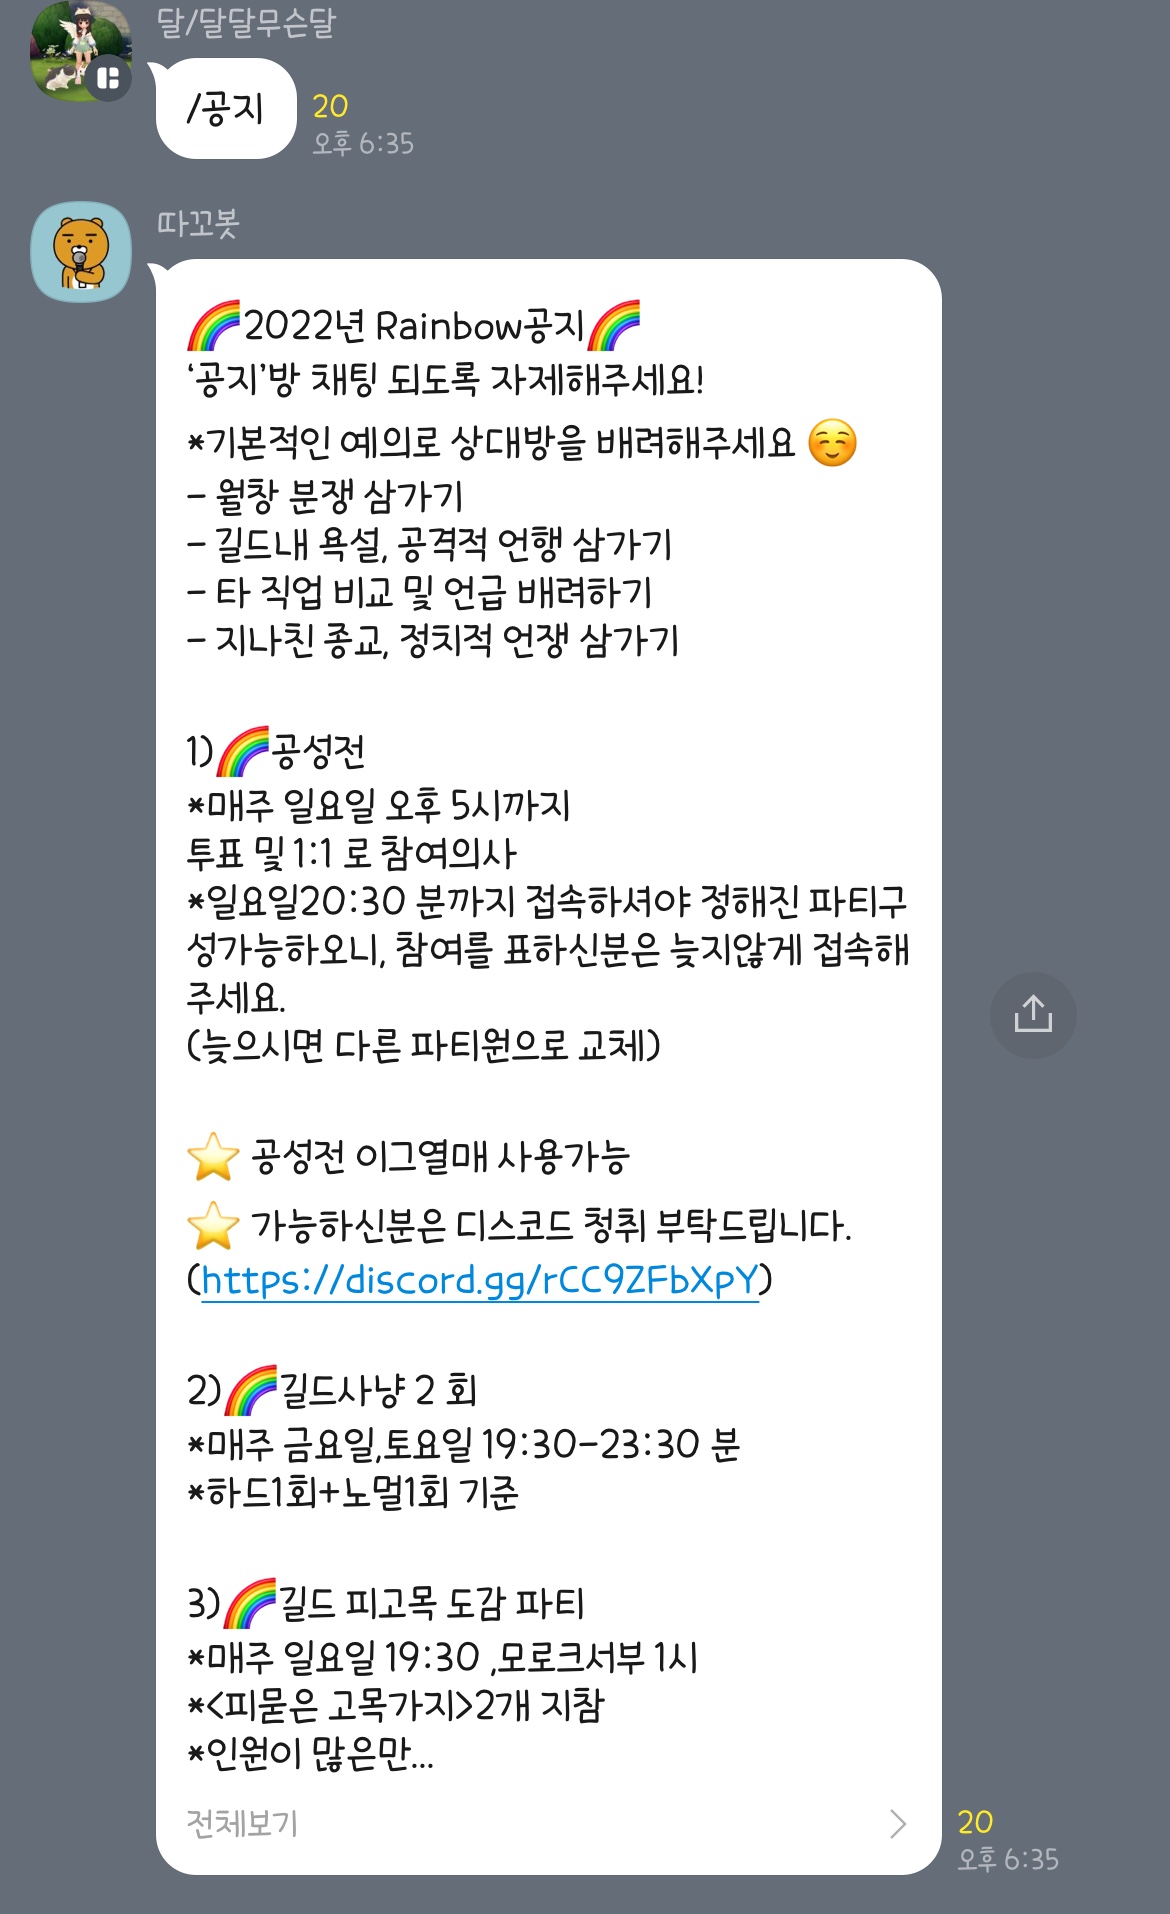 달/달달무슨달
/공지
20
오후 6:35
따꼬봇
🌈2022년 Rainbow공지🌈
‘공지’방 채팅 되도록 자제해주세요!
*기본적인 예의로 상대방을 배려해주세요 ☺️
- 월창 분쟁 삼가기
- 길드내 욕설, 공격적 언행 삼가기
- 타 직업 비교 및 언급 배려하기
- 지나친 종교, 정치적 언쟁 삼가기
1)🌈공성전
*매주 일요일 오후 5시까지
투표 및 1:1 로 참여의사
*일요일20:30 분까지 접속하셔야 정해진 파티구
성가능하오니, 참여를 표하신분은 늦지않게 접속해
주세요.
(늦으시면 다른 파티원으로 교체)
⭐ 공성전 이그열매 사용가능
⭐ 가능하신분은 디스코드 청취 부탁드립니다.
(https://discord.gg/rCC9ZFbXpY)
2)🌈길드사냥 2 회
*매주 금요일,토요일 19:30-23:30 분
*하드1회+노멀1회 기준
3)🌈길드 피고목 도감 파티
*매주 일요일 19:30 ,모로크서부 1시
*<피묻은 고목가지>2개 지참
*인원이 많은만...
전체보기
20
오후 6:35